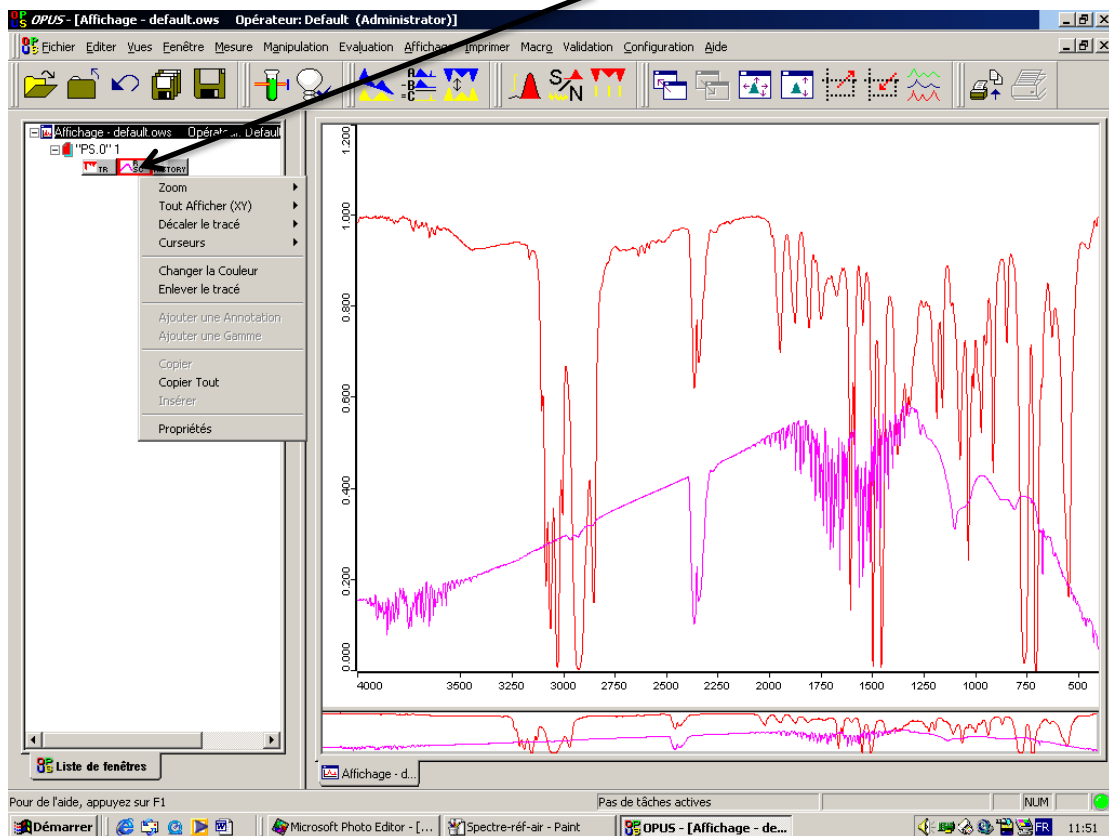 OPUS - [Affichage - default.ows Opérateur: Default (Administrator)]
Fichier Editer Vues Fenêtre Mesure Manipulation Evaluation Affichage Imprimer Macro Validation Configuration Aide
S/N
A=
-B=
=C
Affichage - default.ows Opérateur: Default
"PS.0" 1
TR
R
SC
HISTORY
Zoom
Tout Afficher (XY)
Décaler le tracé
Curseurs
Changer la Couleur
Enlever le tracé
Ajouter une Annotation
Ajouter une Gamme
Copier
Copier Tout
Insérer
Propriétés
1.200
1.000
0.800
0.600
0.400
0.200
0.000
4000 3500 3250 3000 2750 2500 2250 2000 1750 1500 1250 1000 750 500
Liste de fenêtres
Affichage - d...
Pour de l'aide, appuyez sur F1
Pas de tâches actives
NUM
Démarrer
Microsoft Photo Editor - [...
Spectre-réf-air - Paint
OPUS - [Affichage - de...
FR
11:51